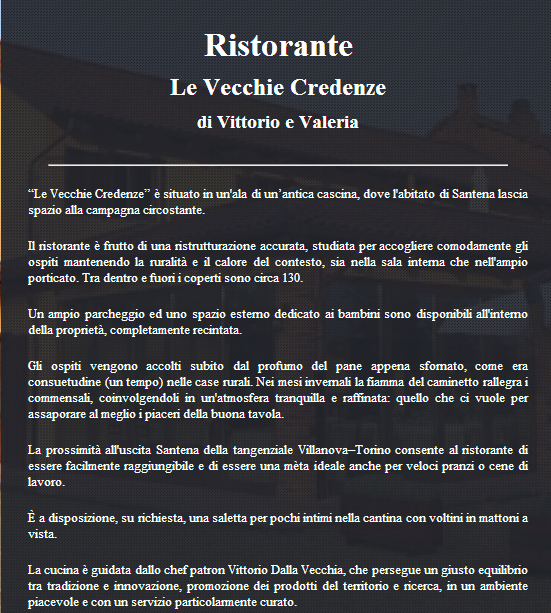 Ristorante
Le Vecchie Credenze
di Vittorio e Valeria
“Le Vecchie Credenze” è situato in un'ala di un’antica cascina, dove l'abitato di Santena lascia
spazio alla campagna circostante.
Il ristorante è frutto di una ristrutturazione accurata, studiata per accogliere comodamente gli
ospiti mantenendo la ruralità e il calore del contesto, sia nella sala interna che nell'ampio
porticato. Tra dentro e fuori i coperti sono circa 130.
Un ampio parcheggio ed uno spazio esterno dedicato ai bambini sono disponibili all'interno
della proprietà, completamente recintata.
Gli ospiti vengono accolti subito dal profumo del pane appena sfornato, come era
consuetudine (un tempo) nelle case rurali. Nei mesi invernali la fiamma del caminetto rallegra i
commensali, coinvolgendoli in un'atmosfera tranquilla e raffinata: quello che ci vuole per
assaporare al meglio i piaceri della buona tavola.
La prossimità all'uscita Santena della tangenziale Villanova–Torino consente al ristorante di
essere facilmente raggiungibile e di essere una mèta ideale anche per veloci pranzi o cene di
lavoro.
È a disposizione, su richiesta, una saletta per pochi intimi nella cantina con voltini in mattoni a
vista.
La cucina è guidata dallo chef patron Vittorio Dalla Vecchia, che persegue un giusto equilibrio
tra tradizione e innovazione, promozione dei prodotti del territorio e ricerca, in un ambiente
piacevole e con un servizio particolarmente curato.